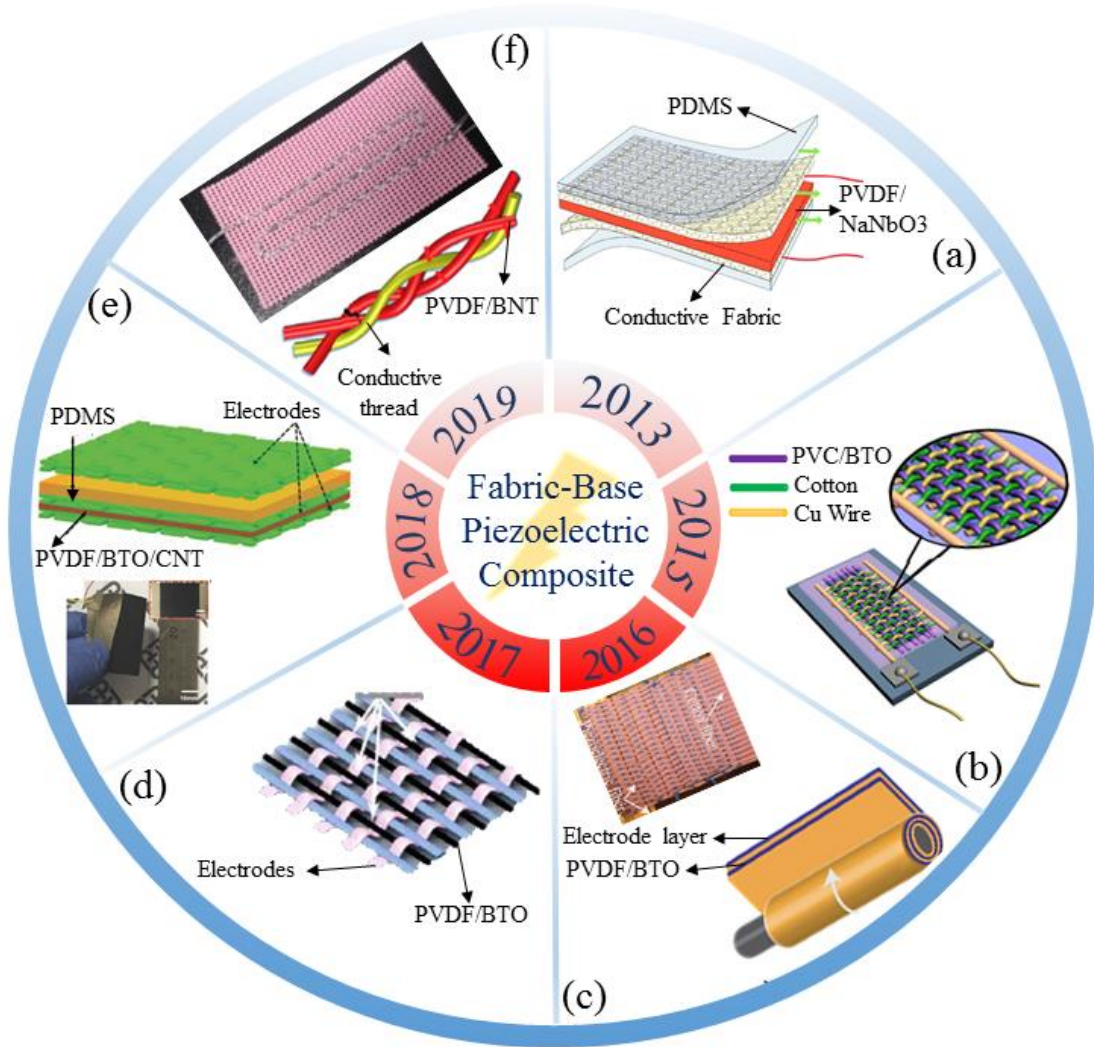 (f)
PVDF/BNT
Conductive
thread
PDMS
PVDF/
NaNbO3
Conductive Fabric
(a)
(e)
PDMS
Electrodes
PVDF/BTO/CNT
2019
2013
2018
2015
2017
2016
Fabric-Base
Piezoelectric
Composite
PVC/BTO
Cotton
Cu Wire
(b)
(d)
Electrodes
PVDF/BTO
Electrode layer
PVDF/BTO
(c)